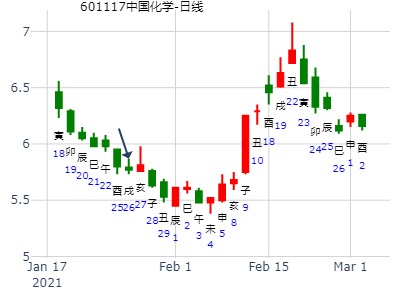 601117中国化学-日线
7
6.5
6
5.5
5
寅
18
卯
19
辰
20
巳
21
午
22
酉
25
戌
26
亥
27
子
28
丑
29
辰
1
巳
2
午
3
未
4
申
5
亥
8
子
9
丑
10
酉
18
戌
19
丑
22
寅
23
卯
24
辰
25
巳
26
申
1
酉
2
Jan 17
2021
Feb 1
Feb 15
Mar 1